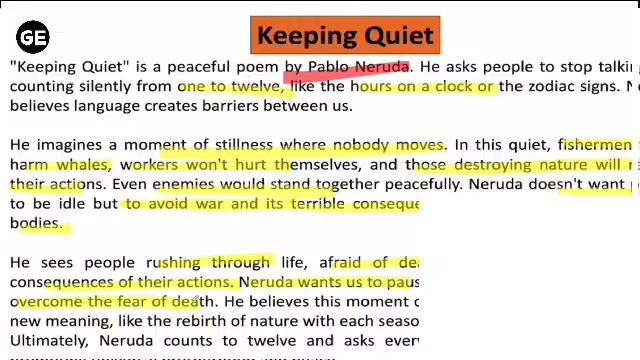 GE
Keeping Quiet
"Keeping Quiet" is a peaceful poem by Pablo Neruda. He asks people to stop
counting silently from one to twelve, like the hours on a clock or the zodiac signs.
believes language creates barriers between us.
He imagines a moment of stillness where nobody moves. In this quiet, fishermen
harm whales, workers won't hurt themselves, and those destroying nature will
their actions. Even enemies would stand together peacefully. Neruda doesn't want
to be idle but to avoid war and its terrible
bodies.
He sees people rushing through life, afraid of
consequences of their actions. Neruda wants us to
overcome the fear of death. He believes this moment
new meaning, like the rebirth of nature with each
Ultimately, Neruda counts to twelve and asks